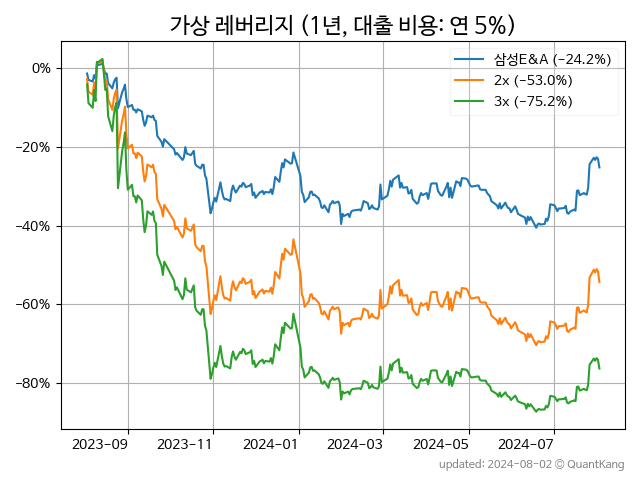 가상 레버리지 (1년, 대출 비용: 연 5%)
삼성E&A (−24.2%)
2x (−53.0%)
3x (−75.2%)
0%
−20%
−40%
−60%
−80%
2023-09 2023-11 2024-01 2024-03 2024-05 2024-07
updated: 2024-08-02 © QuantKang